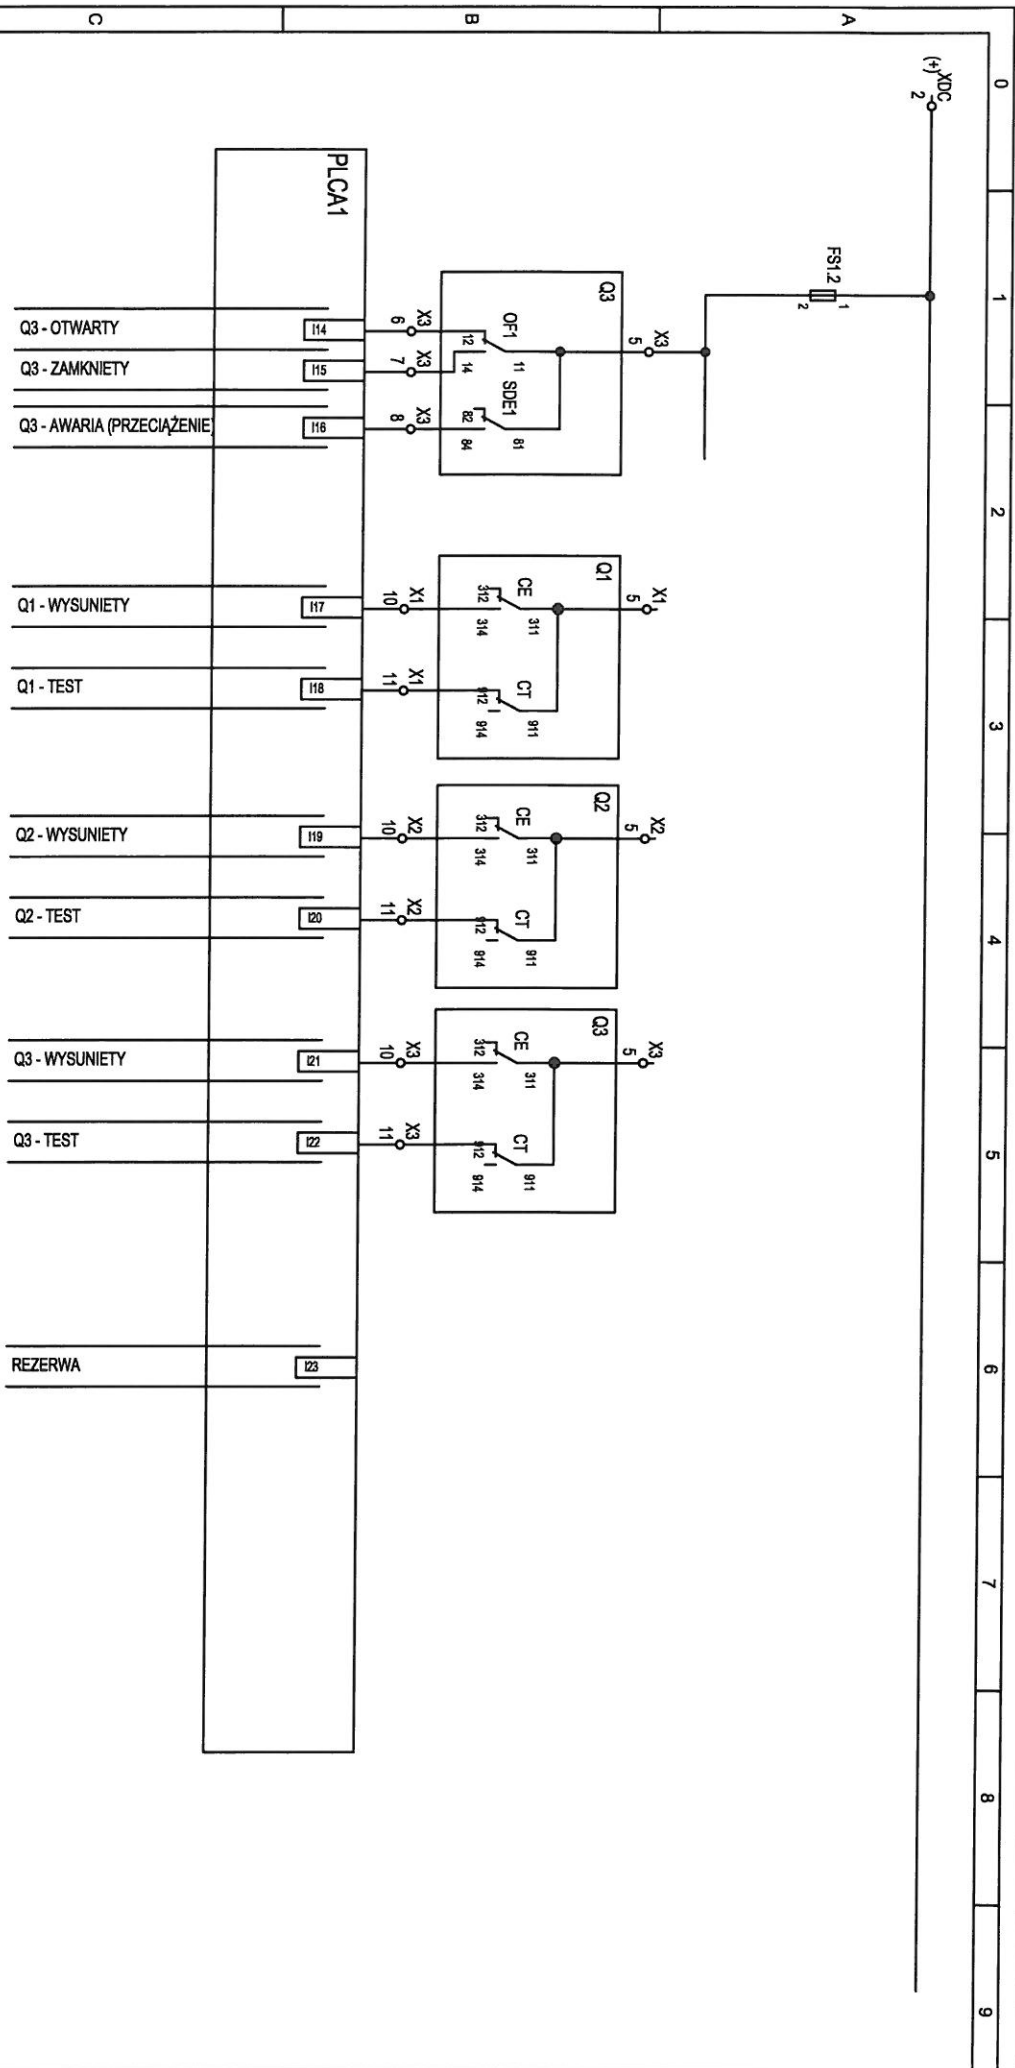 0
1
2
3
4
5
6
7
8
9
A
B
C
XDC
(+)
2
FS1.2
1
2
X3
5
Q3
OF1
11
12
14
SDE1
81
82
84
X3
6
X3
7
X3
8
X1
5
Q1
CE
311
312
314
CT
911
912
914
X1
10
X1
11
X2
5
Q2
CE
311
312
314
CT
911
912
914
X2
10
X2
11
X3
5
Q3
CE
311
312
314
CT
911
912
914
X3
10
X3
11
PLCA1
I14
I15
I16
I17
I18
I19
I20
I21
I22
I23
Q3 - OTWARTY
Q3 - ZAMKNIETY
Q3 - AWARIA (PRZECIĄŻENIE)
Q1 - WYSUNIETY
Q1 - TEST
Q2 - WYSUNIETY
Q2 - TEST
Q3 - WYSUNIETY
Q3 - TEST
REZERWA